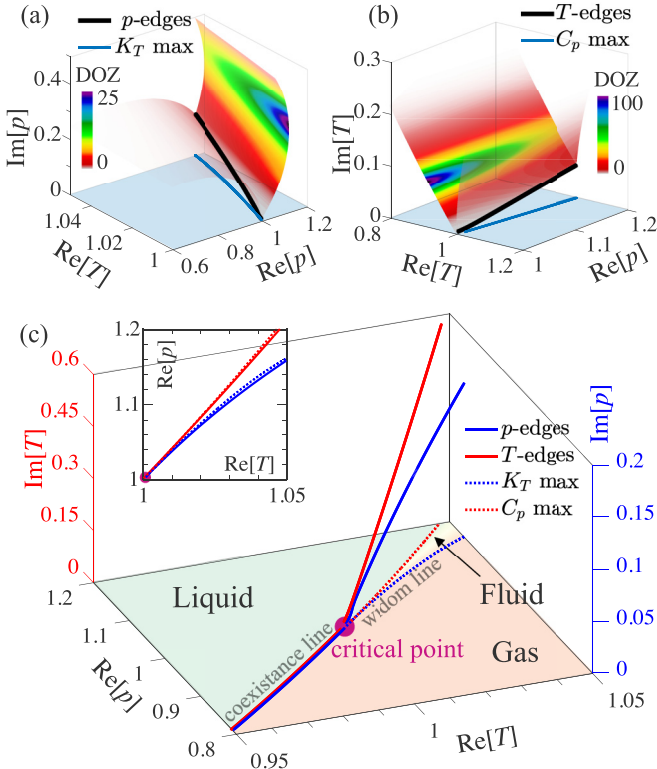 (a)
p-edges
K_T max
0.5
DOZ
25
0
Im[p]
0.4
0.2
0
1.04
1.02
1
Re[T]
0.6
0.8
1
1.2
Re[p]
(b)
T-edges
C_p max
0.3
DOZ
100
0
Im[T]
0.2
0.1
0
0.8
1
1.2
Re[T]
1
1.1
1.2
Re[p]
(c)
1.2
Re[p]
1.1
1
Re[T]
1
1.05
0.6
0.45
0.3
0.15
0
Im[T]
Im[p]
0.2
0.15
0.1
0.05
0
p-edges
T-edges
K_T max
C_p max
Liquid
Fluid
Gas
coexistance line
widom line
critical point
1.2
1.1
1
0.9
0.8
Re[p]
0.95
1
1.05
Re[T]